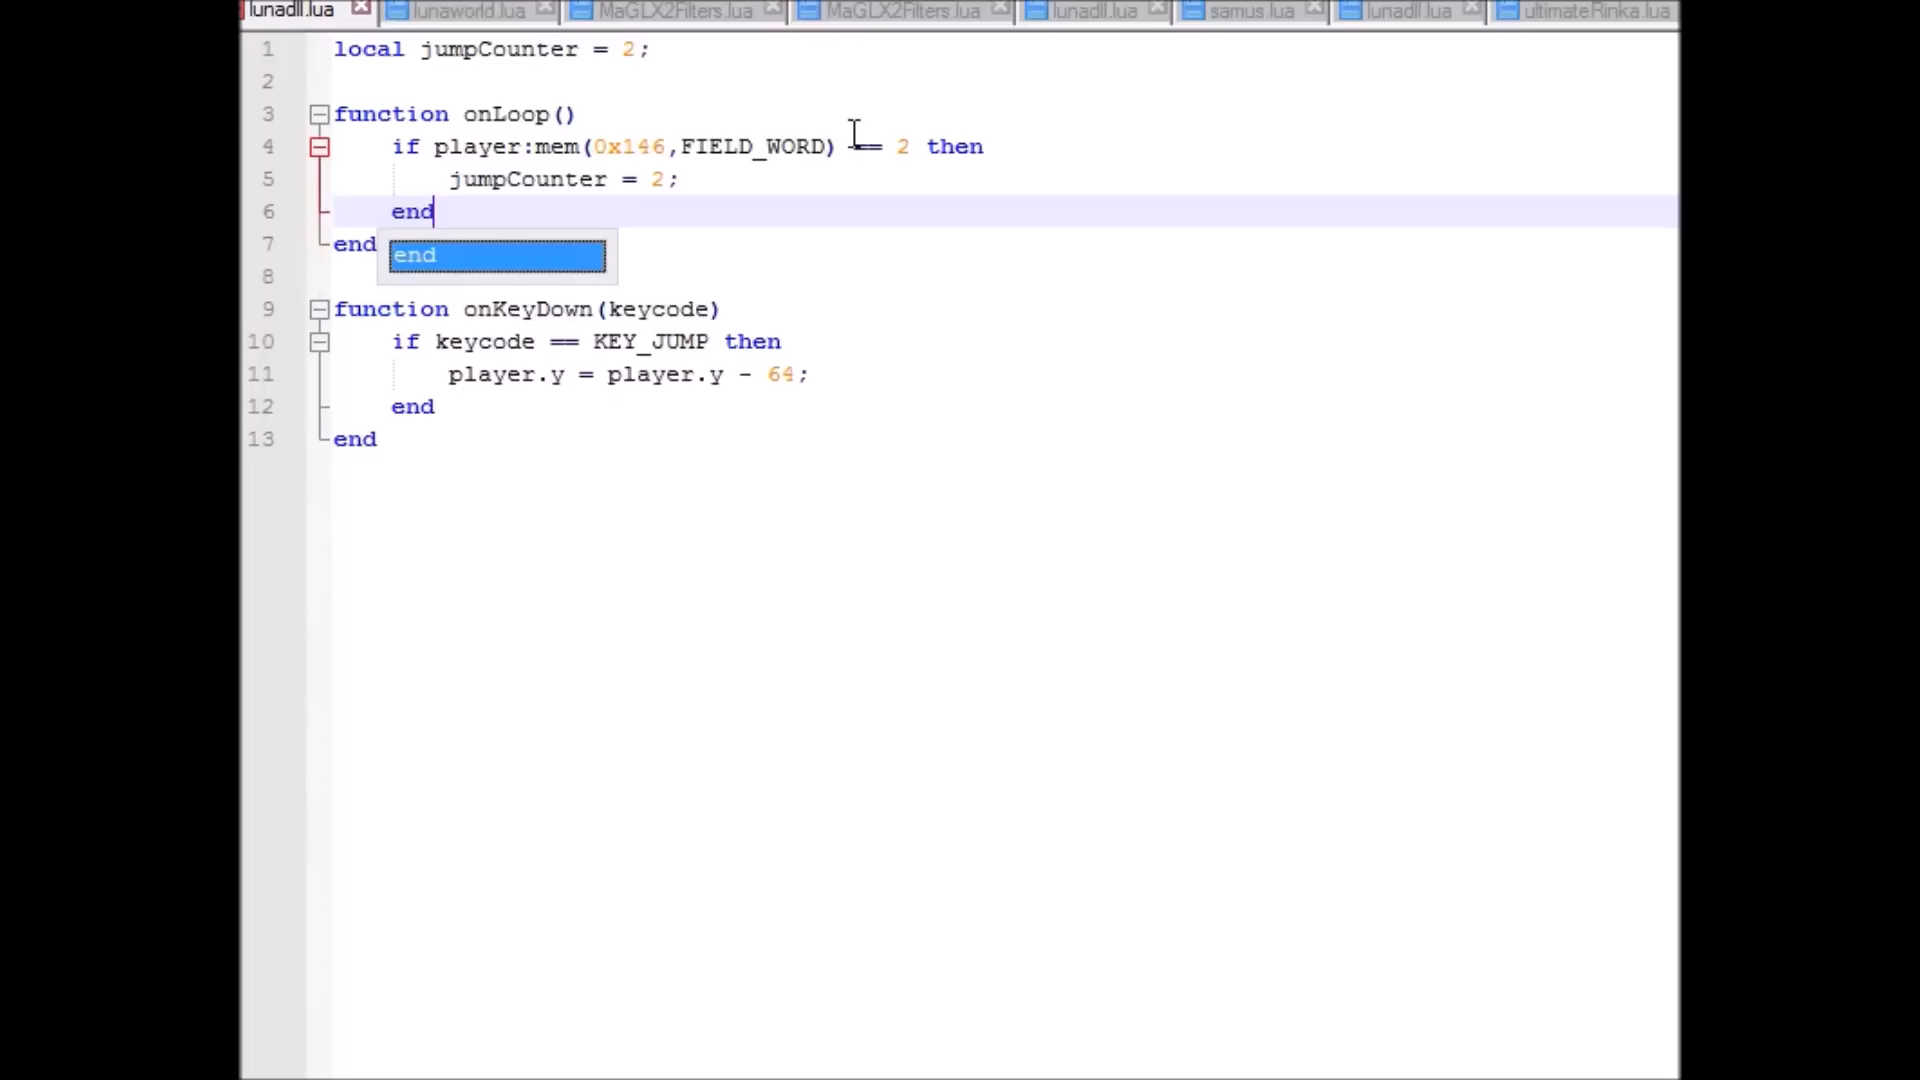 lunadll.lua lunaworld.lua MaGLX2Filters.lua MaGLX2Filters.lua lunadll.lua samus.lua lunadll.lua ultimateRinka.lua
1 local jumpCounter = 2;
2
3 function onLoop()
4 if player:mem(0x146,FIELD_WORD) == 2 then
5 jumpCounter = 2;
6 end
7 end
end
8
9 function onKeyDown(keycode)
10 if keycode == KEY_JUMP then
11 player.y = player.y - 64;
12 end
13 end